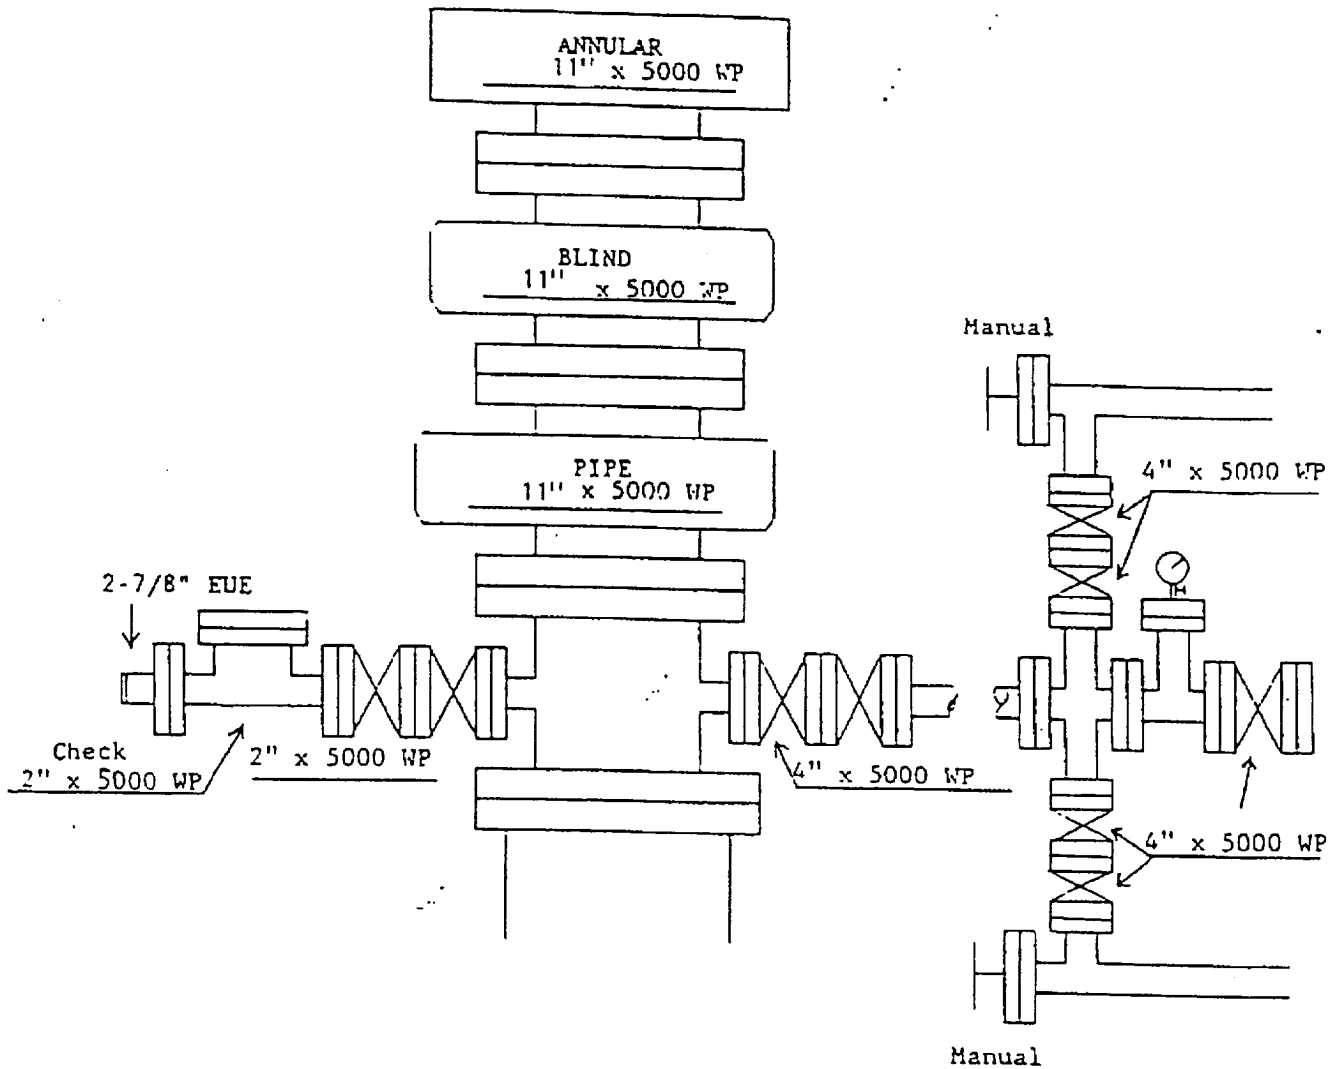 ANNULAR
11" x 5000 WP
BLIND
11" x 5000 WP
PIPE
11" x 5000 WP
Manual
4" x 5000 WP
2-7/8" EUE
Check
2" x 5000 WP
2" x 5000 WP
4" x 5000 WP
4" x 5000 WP
Manual